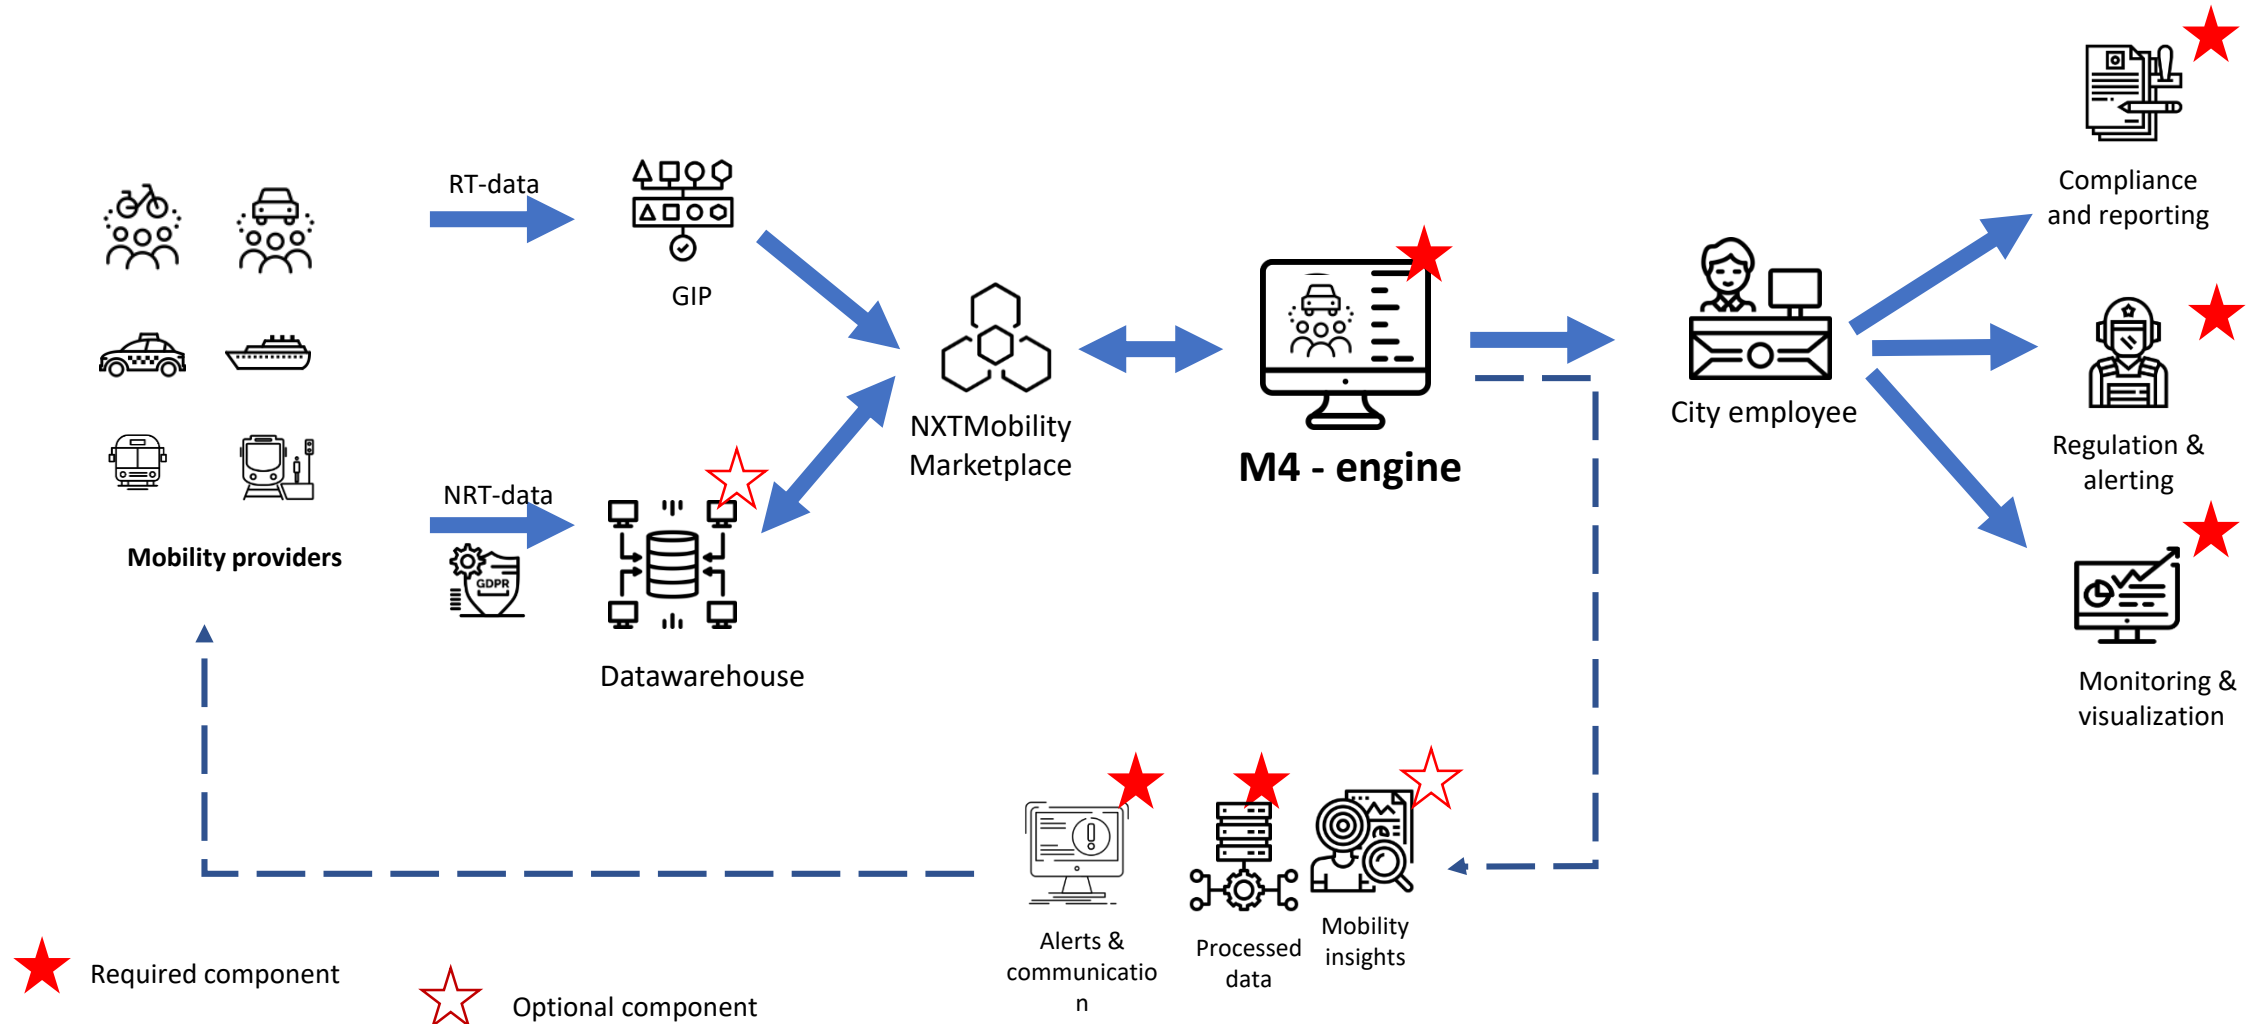 RT-data
GIP
NRT-data
GDPR
Mobility providers
Datawarehouse
NXTMobility
Marketplace
M4 - engine
City employee
Compliance
and reporting
Regulation &
alerting
Monitoring &
visualization
Alerts &
communicatio
n
Processed
data
Mobility
insights
Required component
Optional component